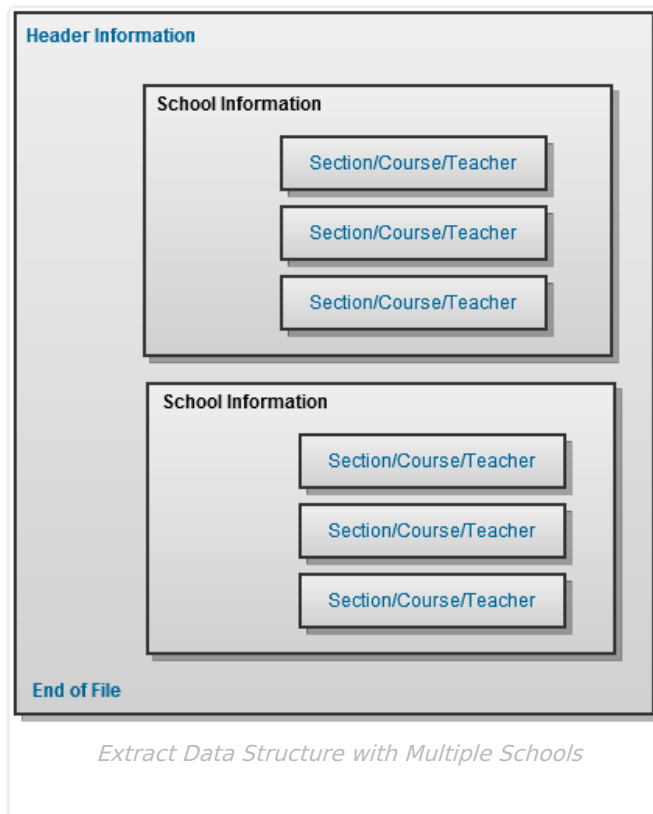 Header Information
School Information
Section/Course/Teacher
Section/Course/Teacher
Section/Course/Teacher
School Information
Section/Course/Teacher
Section/Course/Teacher
Section/Course/Teacher
End of File
Extract Data Structure with Multiple Schools